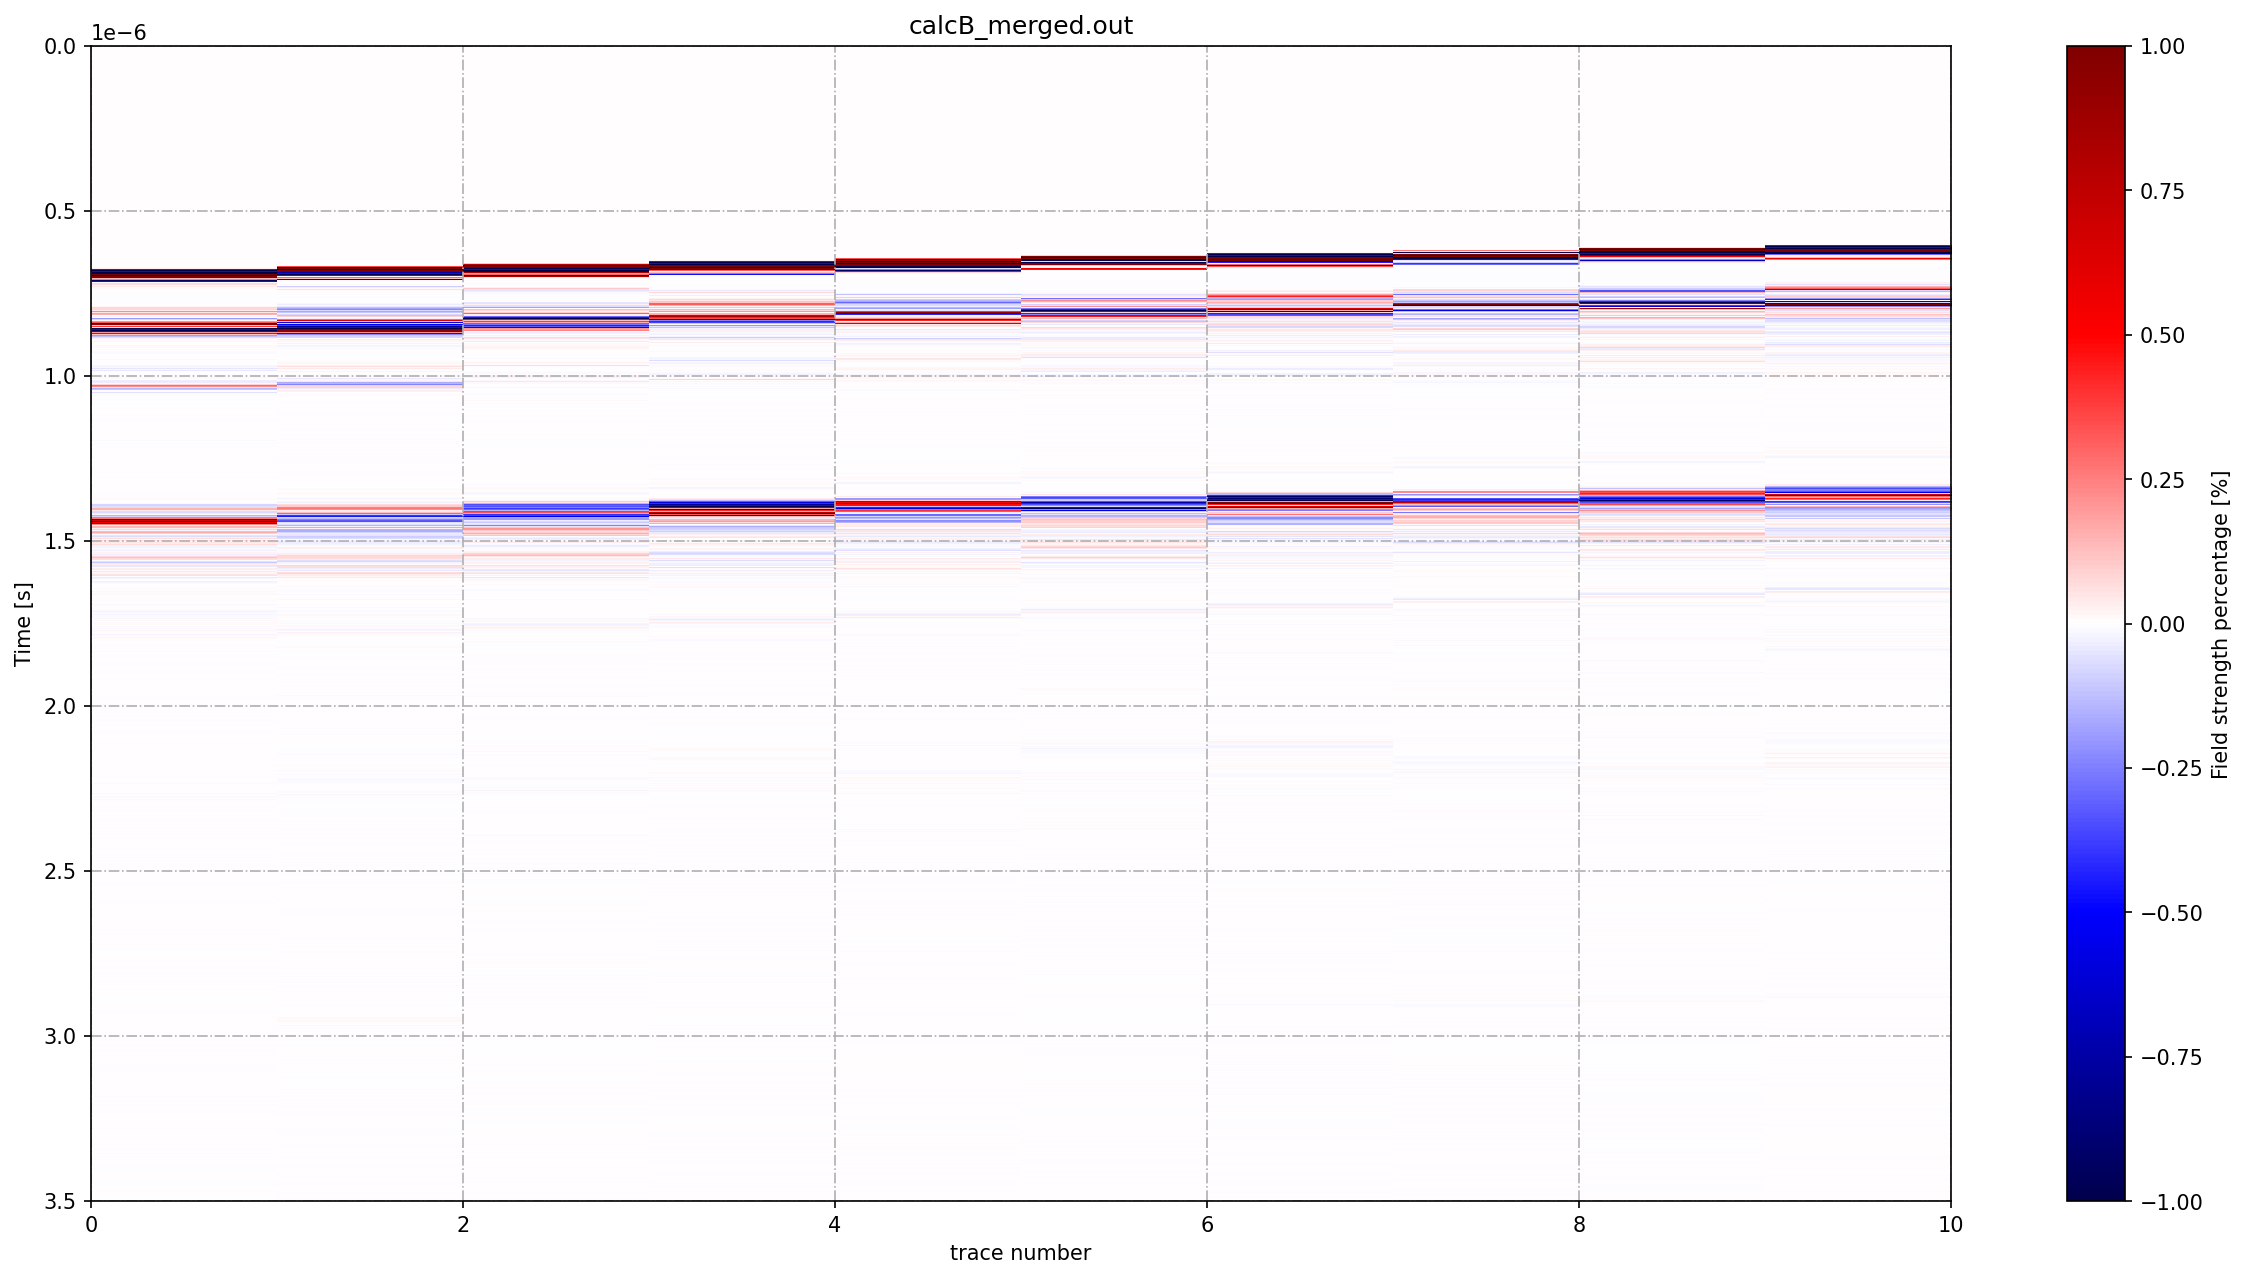 calcB_merged.out
1e−6
0.0
0.5
1.0
1.5
2.0
2.5
3.0
3.5
Time [s]
0 2 4 6 8 10
trace number
1.00
0.75
0.50
0.25
0.00
−0.25
−0.50
−0.75
−1.00
Field strength percentage [%]